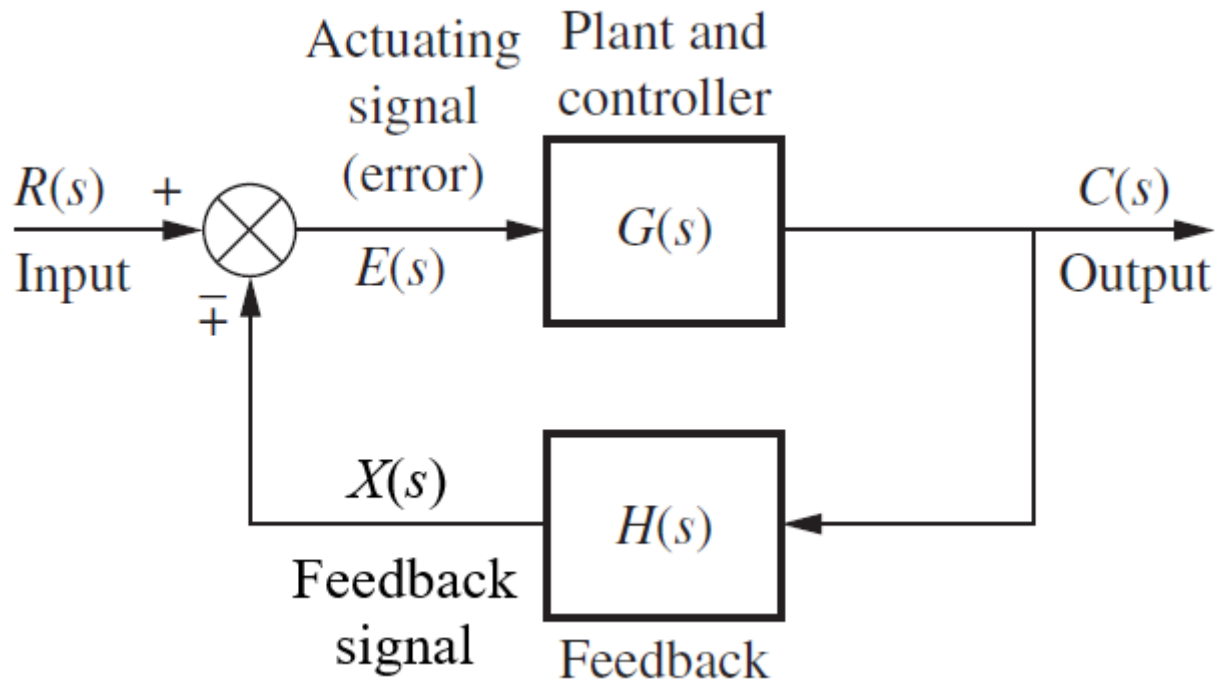 Actuating
signal
(error)
Plant and
controller
R(s) +
Input
∓
E(s)
G(s)
C(s)
Output
X(s)
Feedback
signal
H(s)
Feedback